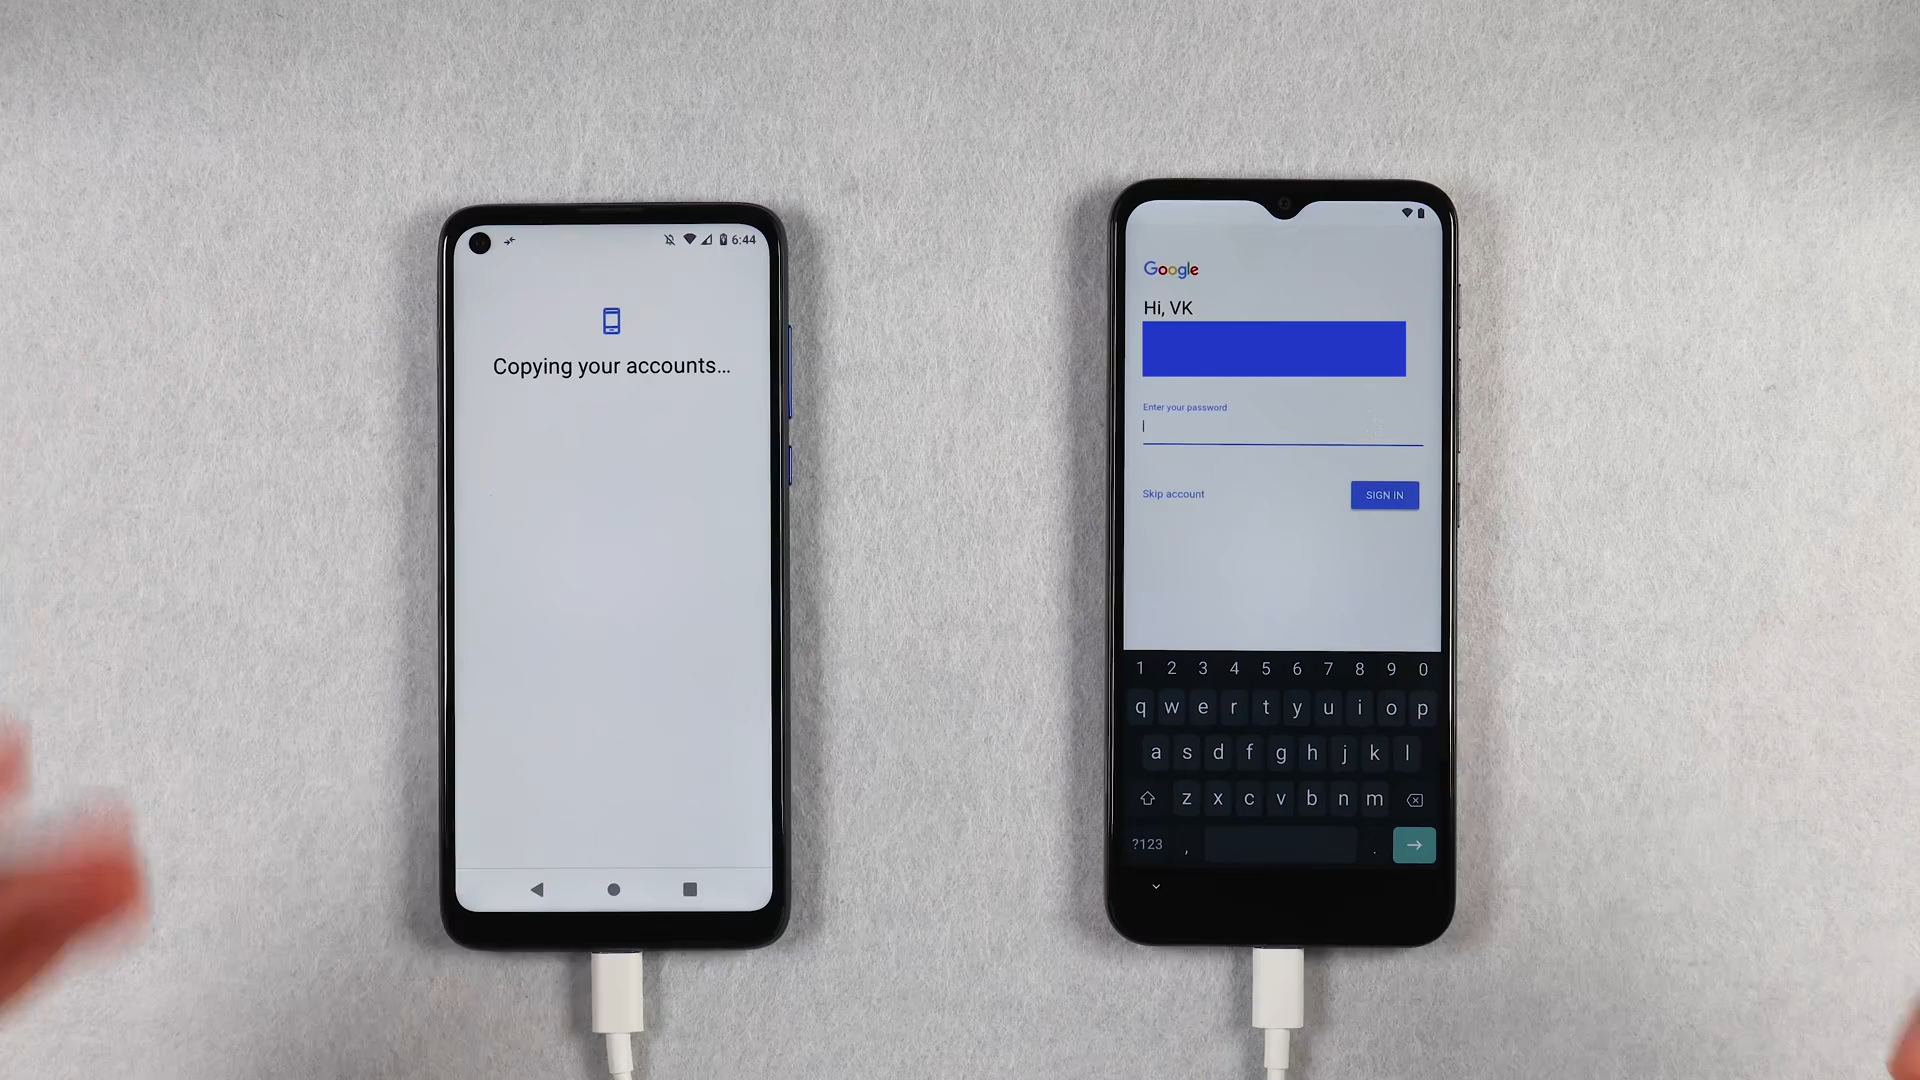 6:44
Copying your accounts...
Google
Hi, VK
Enter your password
Skip account
SIGN IN
1 2 3 4 5 6 7 8 9 0
q w e r t y u i o p
a s d f g h j k l
z x c v b n m
?123 , .